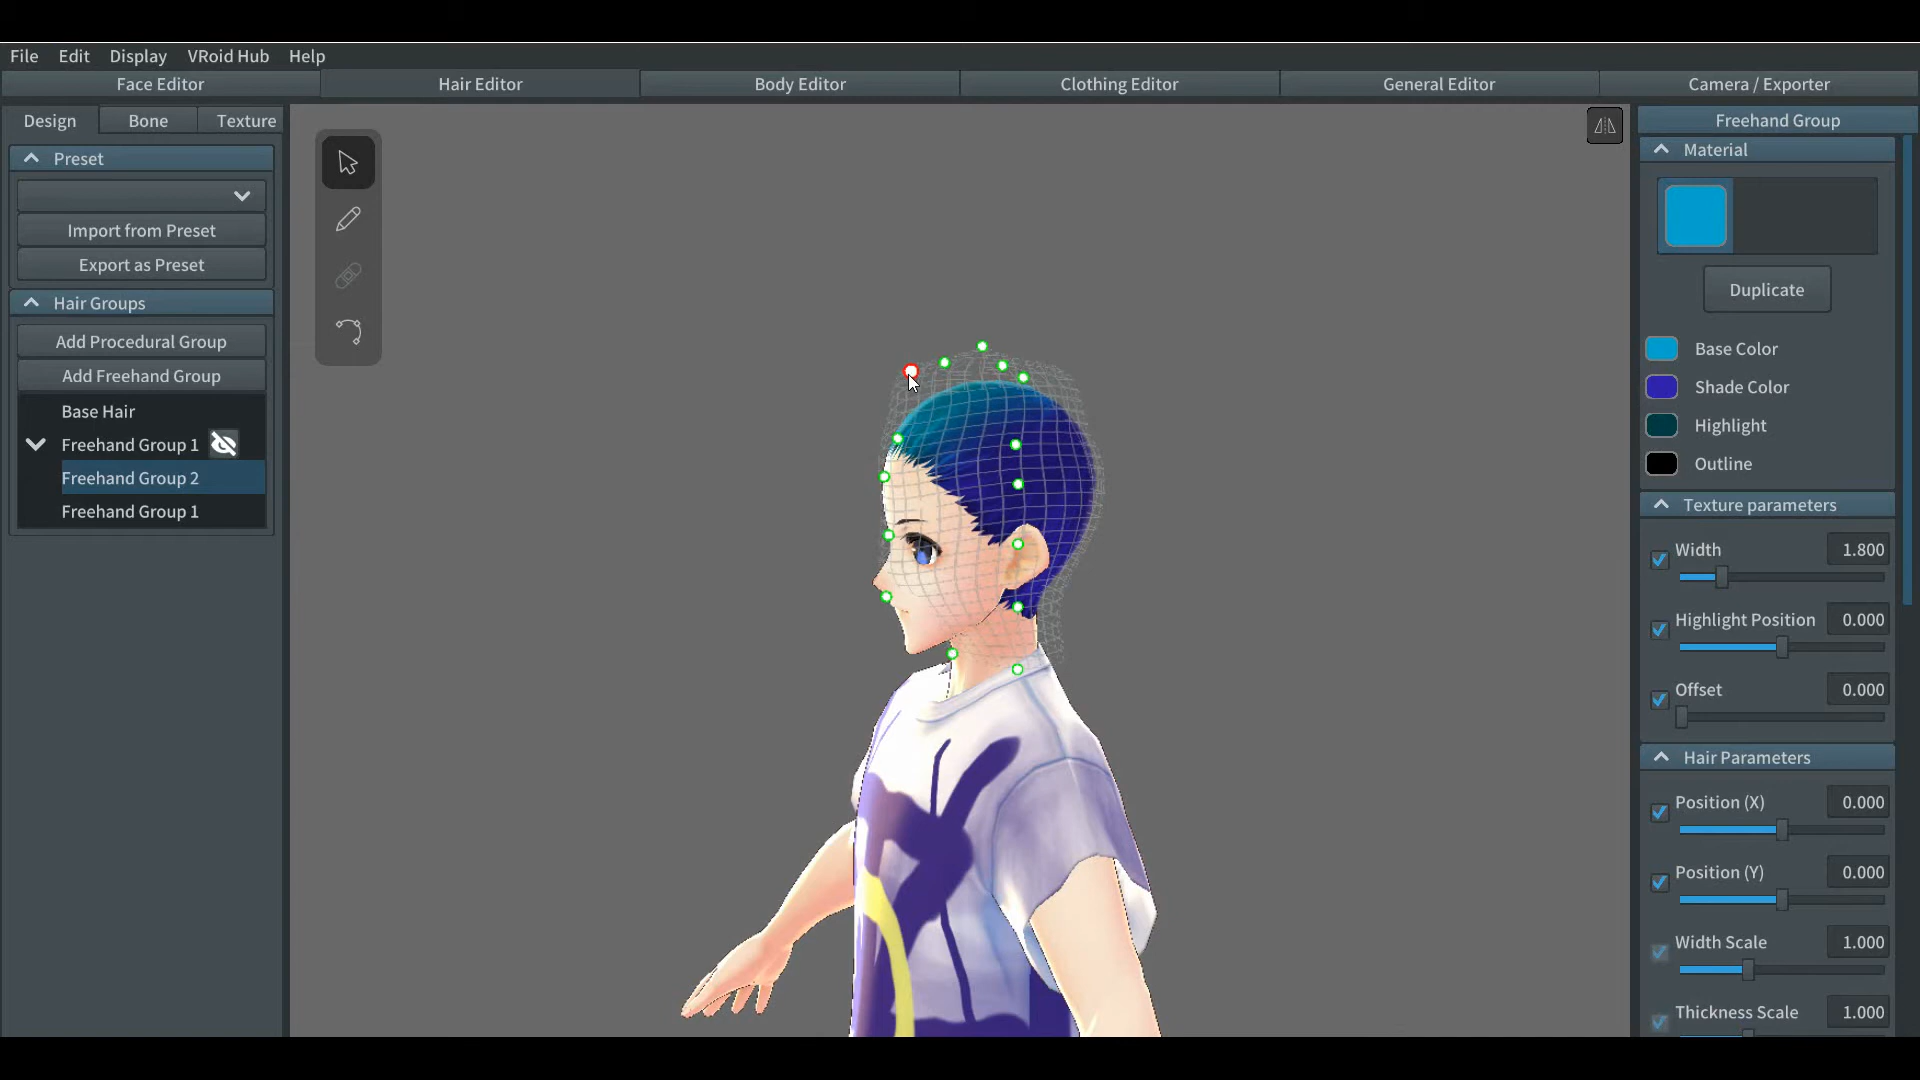 File Edit Display VRoid Hub Help
Face Editor Hair Editor Body Editor Clothing Editor General Editor Camera / Exporter
Design Bone Texture
Preset
Import from Preset
Export as Preset
Hair Groups
Add Procedural Group
Add Freehand Group
Base Hair
Freehand Group 1
Freehand Group 2
Freehand Group 1
Freehand Group
Material
Duplicate
Base Color
Shade Color
Highlight
Outline
Texture parameters
Width 1.800
Highlight Position 0.000
Offset 0.000
Hair Parameters
Position (X) 0.000
Position (Y) 0.000
Width Scale 1.000
Thickness Scale 1.000